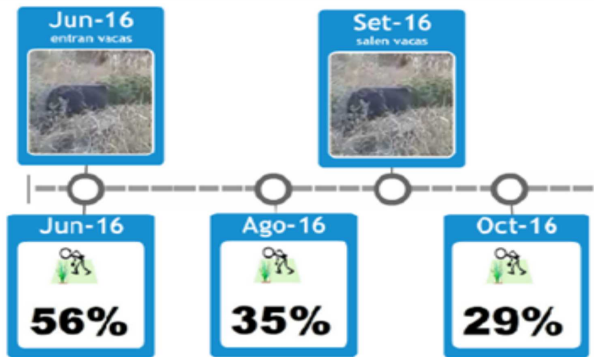 Jun-16
entran vacas
Set-16
salen vacas
Jun-16
56%
Ago-16
35%
Oct-16
29%